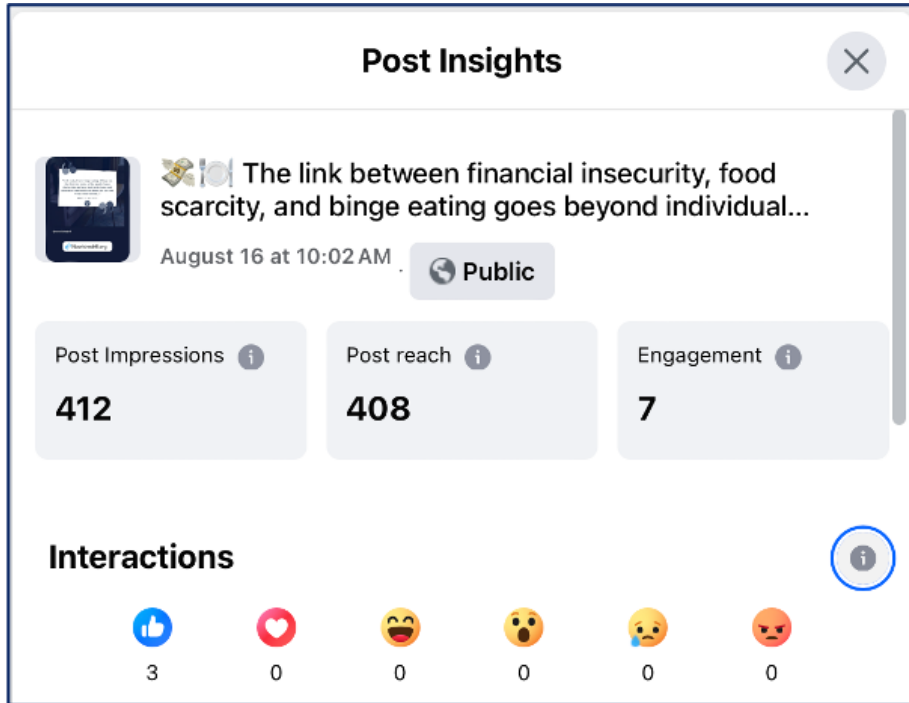 Post Insights
💸🍽️ The link between financial insecurity, food
scarcity, and binge eating goes beyond individual...
August 16 at 10:02 AM . Public
Post Impressions Post reach Engagement
412 408 7
Interactions
3 0 0 0 0 0